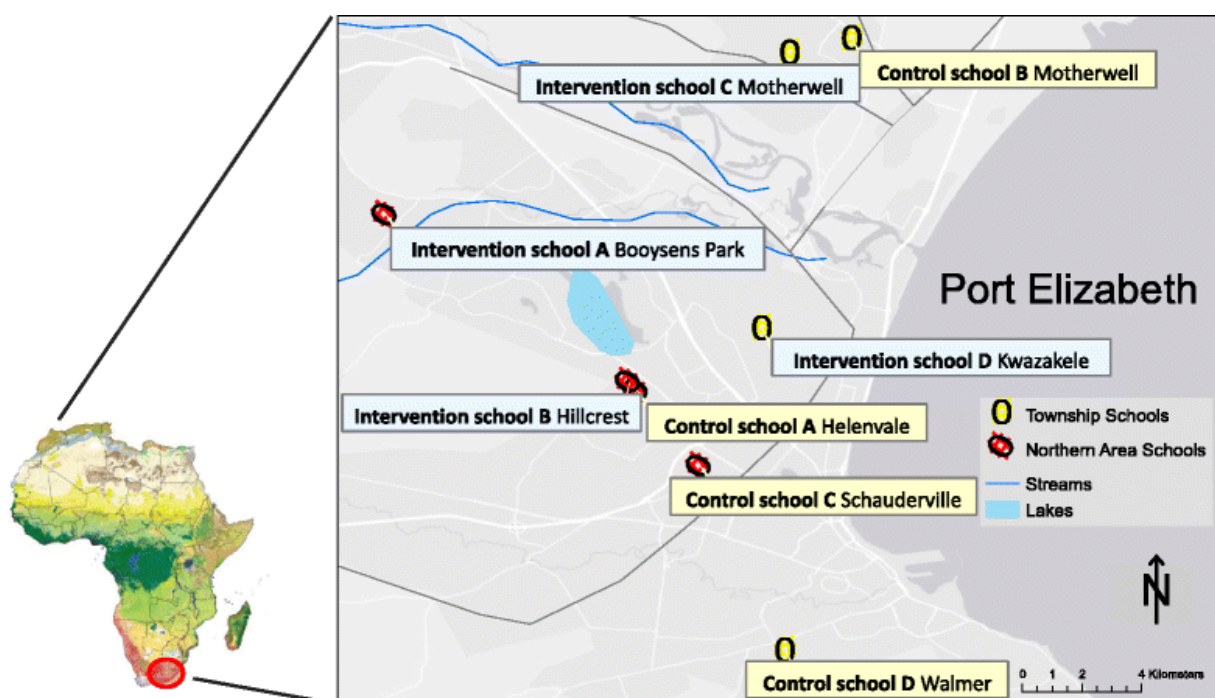 Control school B Motherwell
Intervention school C Motherwell
Intervention school A Booysens Park
Port Elizabeth
Intervention school D Kwazakele
Intervention school B Hillcrest
Control school A Helenvale
Township Schools
Northern Area Schools
Control school C Schauderville
Streams
Lakes
N
Control school D Walmer
0 1 2 4 Kilometers